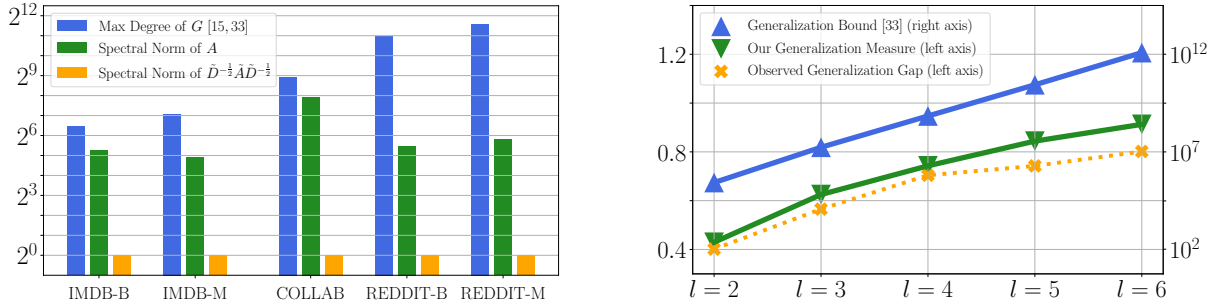 2^12
2^9
2^6
2^3
2^0
Max Degree of G [15, 33]
Spectral Norm of A
Spectral Norm of D̃^{-1/2}ÃD̃^{-1/2}
IMDB-B IMDB-M COLLAB REDDIT-B REDDIT-M
1.2
0.8
0.4
Generalization Bound [33] (right axis)
Our Generalization Measure (left axis)
Observed Generalization Gap (left axis)
10^12
10^7
10^2
l = 2 l = 3 l = 4 l = 5 l = 6